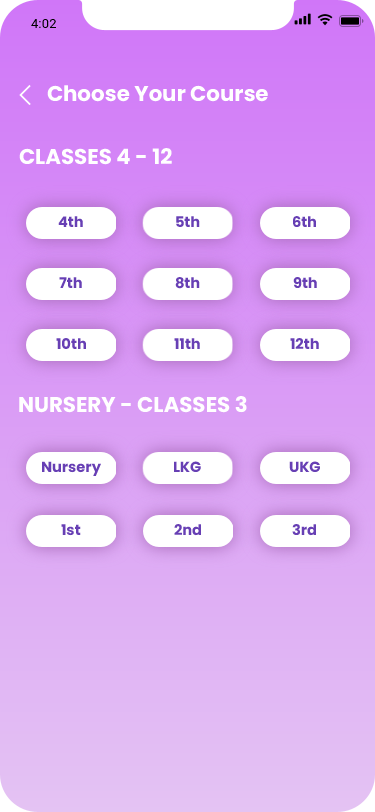 4:02
Choose Your Course
CLASSES 4 - 12
4th 5th 6th
7th 8th 9th
10th 11th 12th
NURSERY - CLASSES 3
Nursery LKG UKG
1st 2nd 3rd